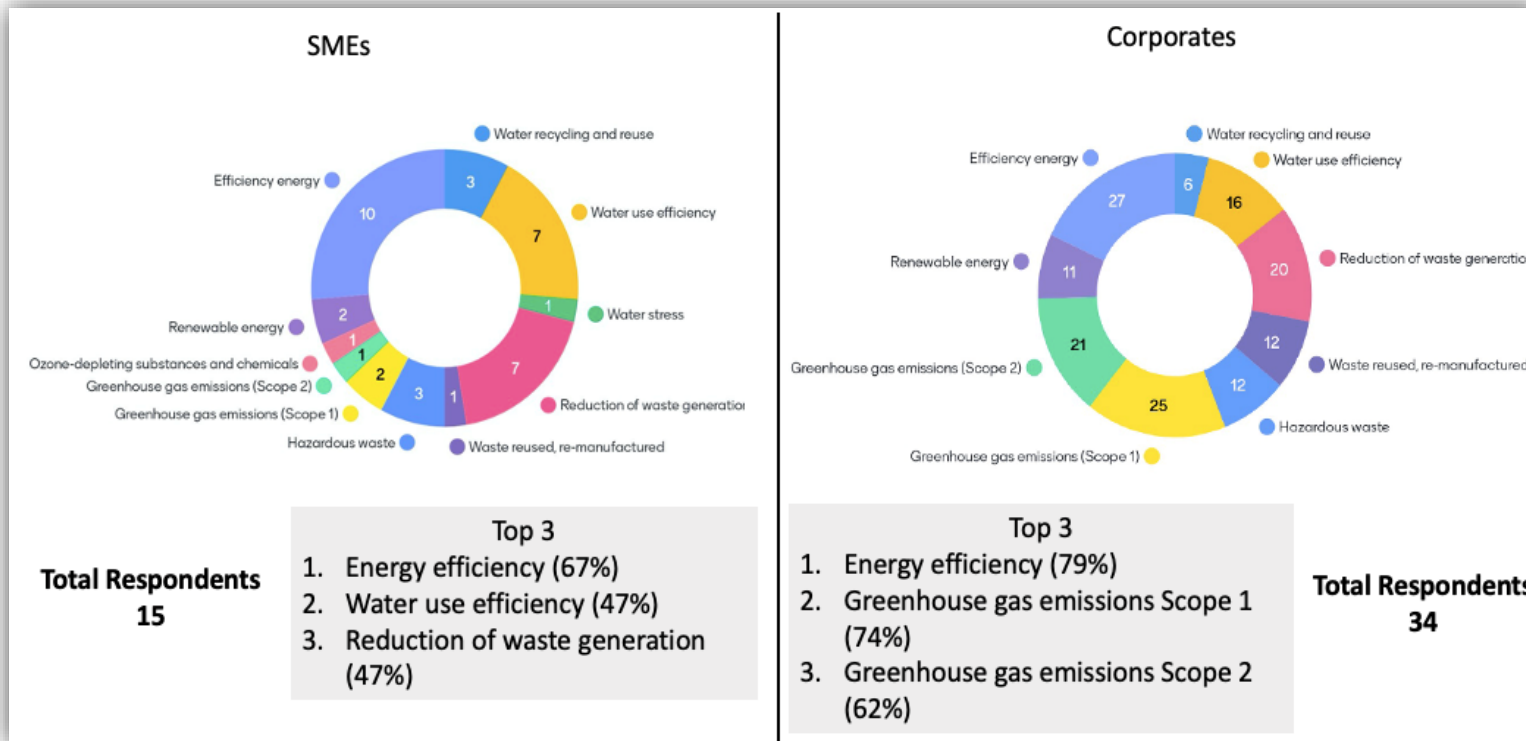 SMEs
Water recycling and reuse
Efficiency energy
3
10
Water use efficiency
7
1
Water stress
Renewable energy
2
Ozone-depleting substances and chemicals
1
Greenhouse gas emissions (Scope 2)
1
Greenhouse gas emissions (Scope 1)
2
3
1
7
Reduction of waste generation
Hazardous waste
Waste reused, re-manufactured
Total Respondents
15
Top 3
1. Energy efficiency (67%)
2. Water use efficiency (47%)
3. Reduction of waste generation
(47%)
Corporates
Water recycling and reuse
Efficiency energy
Water use efficiency
6
27
16
Renewable energy
11
Reduction of waste generatio
20
21
12
Greenhouse gas emissions (Scope 2)
Waste reused, re-manufactured
12
25
Hazardous waste
Greenhouse gas emissions (Scope 1)
Top 3
1. Energy efficiency (79%)
2. Greenhouse gas emissions Scope 1
(74%)
3. Greenhouse gas emissions Scope 2
(62%)
Total Respondents
34